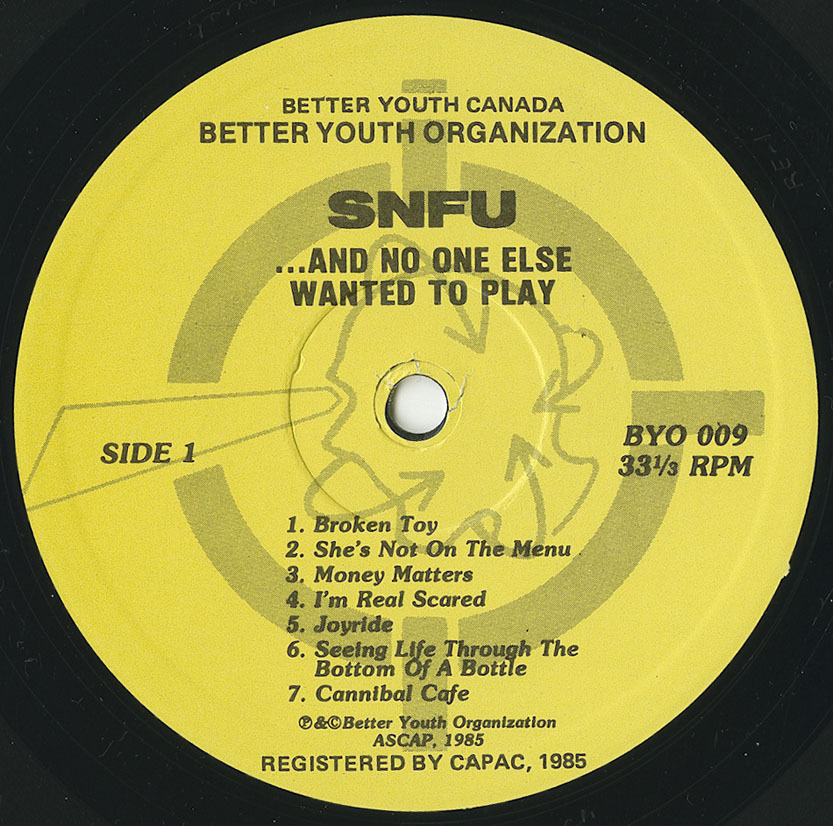 BETTER YOUTH CANADA
BETTER YOUTH ORGANIZATION
SNFU
...AND NO ONE ELSE
WANTED TO PLAY
SIDE 1
BYO 009
33 1/3 RPM
1. Broken Toy
2. She's Not On The Menu
3. Money Matters
4. I'm Real Scared
5. Joyride
6. Seeing Life Through The
Bottom Of A Bottle
7. Cannibal Cafe
℗&©Better Youth Organization
ASCAP, 1985
REGISTERED BY CAPAC, 1985